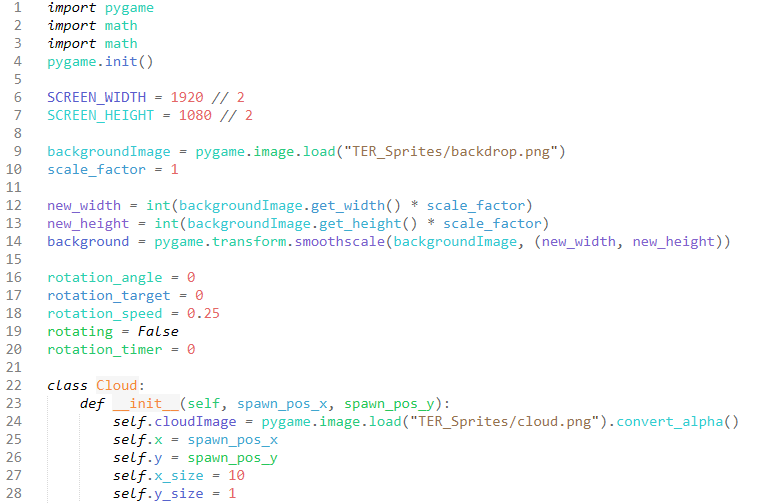 1 import pygame
2 import math
3 import math
4 pygame.init()
5
6 SCREEN_WIDTH = 1920 // 2
7 SCREEN_HEIGHT = 1080 // 2
8
9 backgroundImage = pygame.image.load("TER_Sprites/backdrop.png")
10 scale_factor = 1
11
12 new_width = int(backgroundImage.get_width() * scale_factor)
13 new_height = int(backgroundImage.get_height() * scale_factor)
14 background = pygame.transform.smoothscale(backgroundImage, (new_width, new_height))
15
16 rotation_angle = 0
17 rotation_target = 0
18 rotation_speed = 0.25
19 rotating = False
20 rotation_timer = 0
21
22 class Cloud:
23     def __init__(self, spawn_pos_x, spawn_pos_y):
24         self.cloudImage = pygame.image.load("TER_Sprites/cloud.png").convert_alpha()
25         self.x = spawn_pos_x
26         self.y = spawn_pos_y
27         self.x_size = 10
28         self.y_size = 1